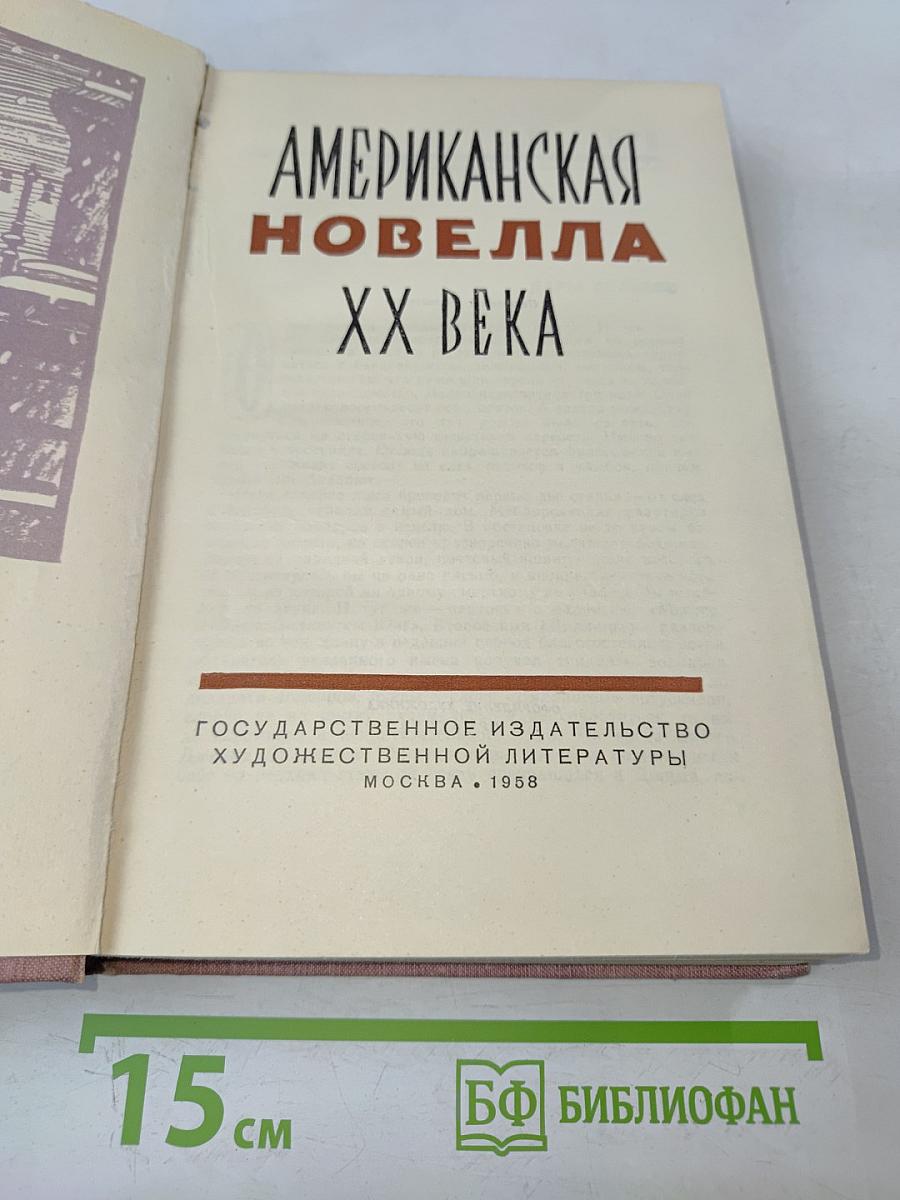 АМЕРИКАНСКАЯ
НОВЕЛЛА
XX ВЕКА
ГОСУДАРСТВЕННОЕ ИЗДАТЕЛЬСТВО
ХУДОЖЕСТВЕННОЙ ЛИТЕРАТУРЫ
МОСКВА • 1958
15 см
БФ БИБЛИОФАН